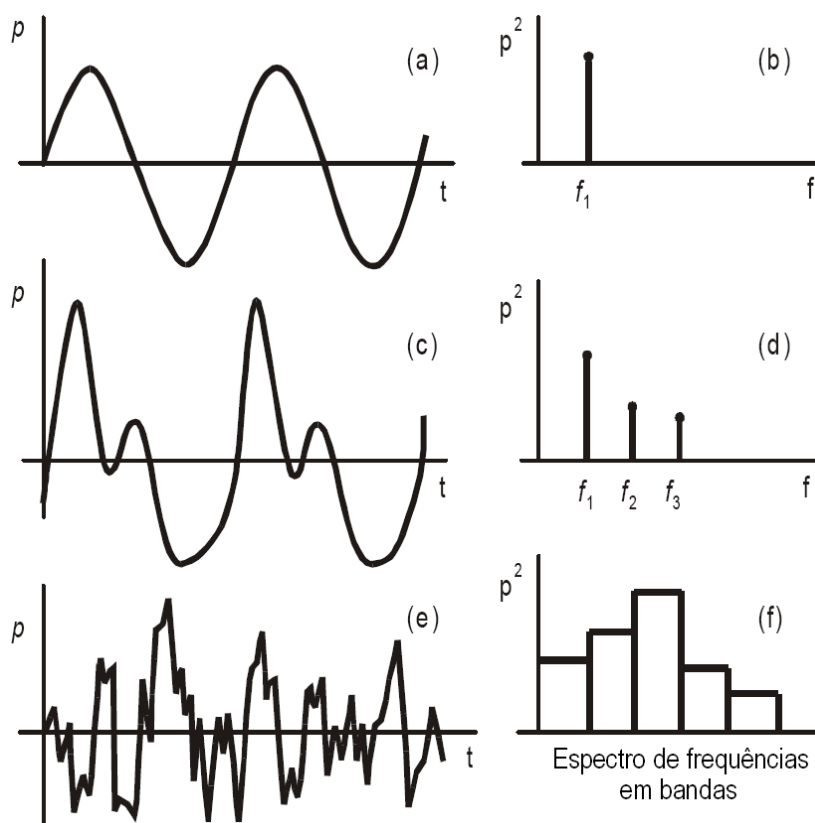 p
(a)
t
p²
(b)
f₁
f
p
(c)
t
p²
(d)
f₁ f₂ f₃
f
p
(e)
t
p²
(f)
Espectro de frequências
em bandas